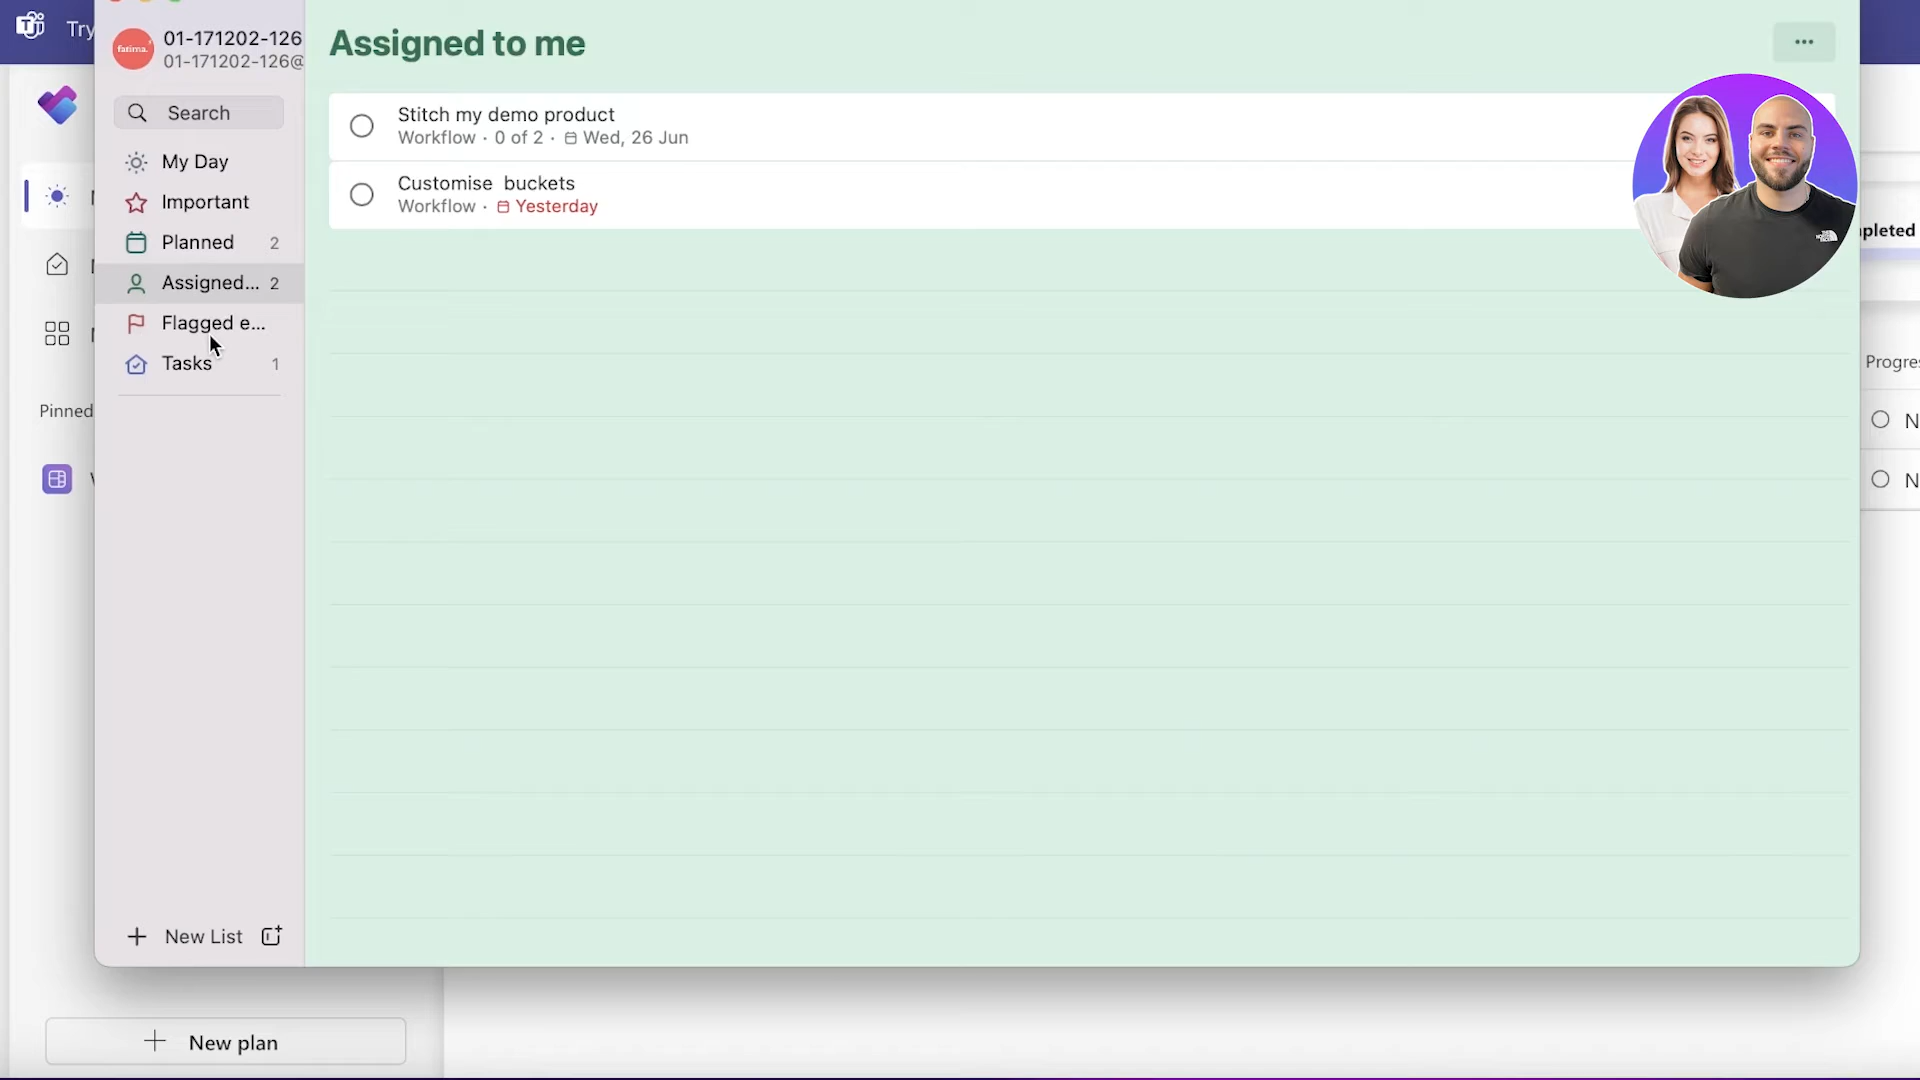 Try
01-171202-126
01-171202-126@
fatima.
Search
My Day
Important
Planned 2
Assigned... 2
Flagged e...
Tasks 1
New List
Pinned
New plan
Assigned to me
...
Stitch my demo product
Workflow · 0 of 2 · Wed, 26 Jun
Customise buckets
Workflow · Yesterday
pleted
Progres
N
N